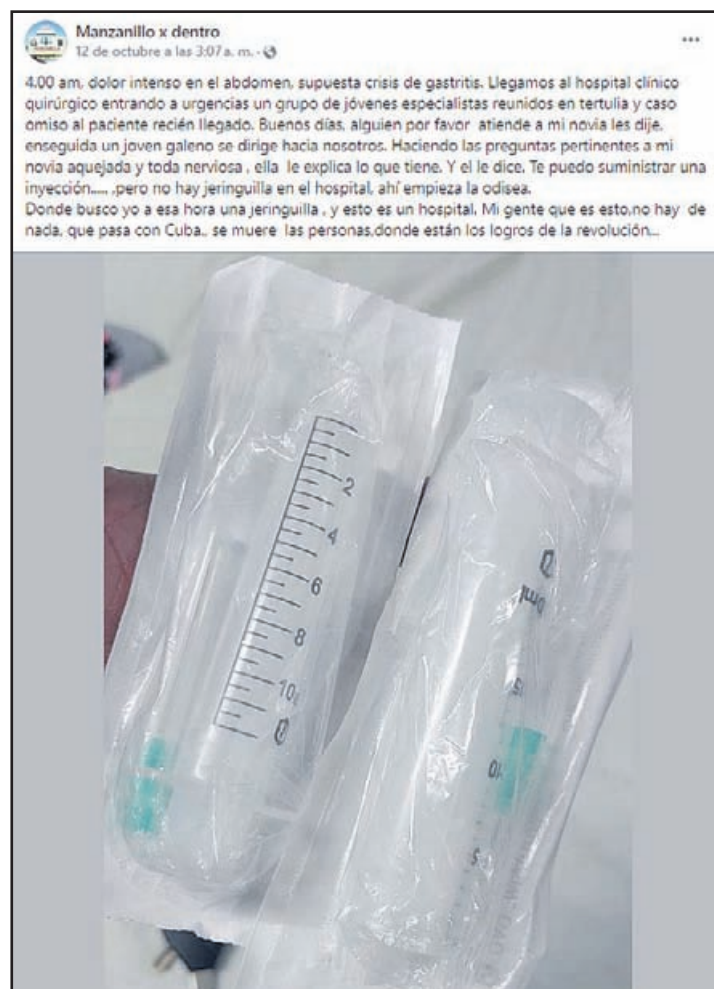 Manzanillo x dentro
12 de octubre a las 3:07 a. m. ·
4.00 am, dolor intenso en el abdomen, supuesta crisis de gastritis. Llegamos al hospital clínico
quirúrgico entrando a urgencias un grupo de jóvenes especialistas reunidos en tertulia y caso
omiso al paciente recién llegado. Buenos días, alguien por favor atiende a mi novia les dije,
enseguida un joven galeno se dirige hacia nosotros. Haciendo las preguntas pertinentes a mi
novia aquejada y toda nerviosa , ella le explica lo que tiene. Y el le dice. Te puedo suministrar una
inyección..... ,pero no hay jeringuilla en el hospital, ahí empieza la odisea.
Donde busco yo a esa hora una jeringuilla , y esto es un hospital. Mi gente que es esto,no hay de
nada, que pasa con Cuba.. se muere las personas,donde están los logros de la revolución...
2
4
6
8
10
0ml
15
10
5